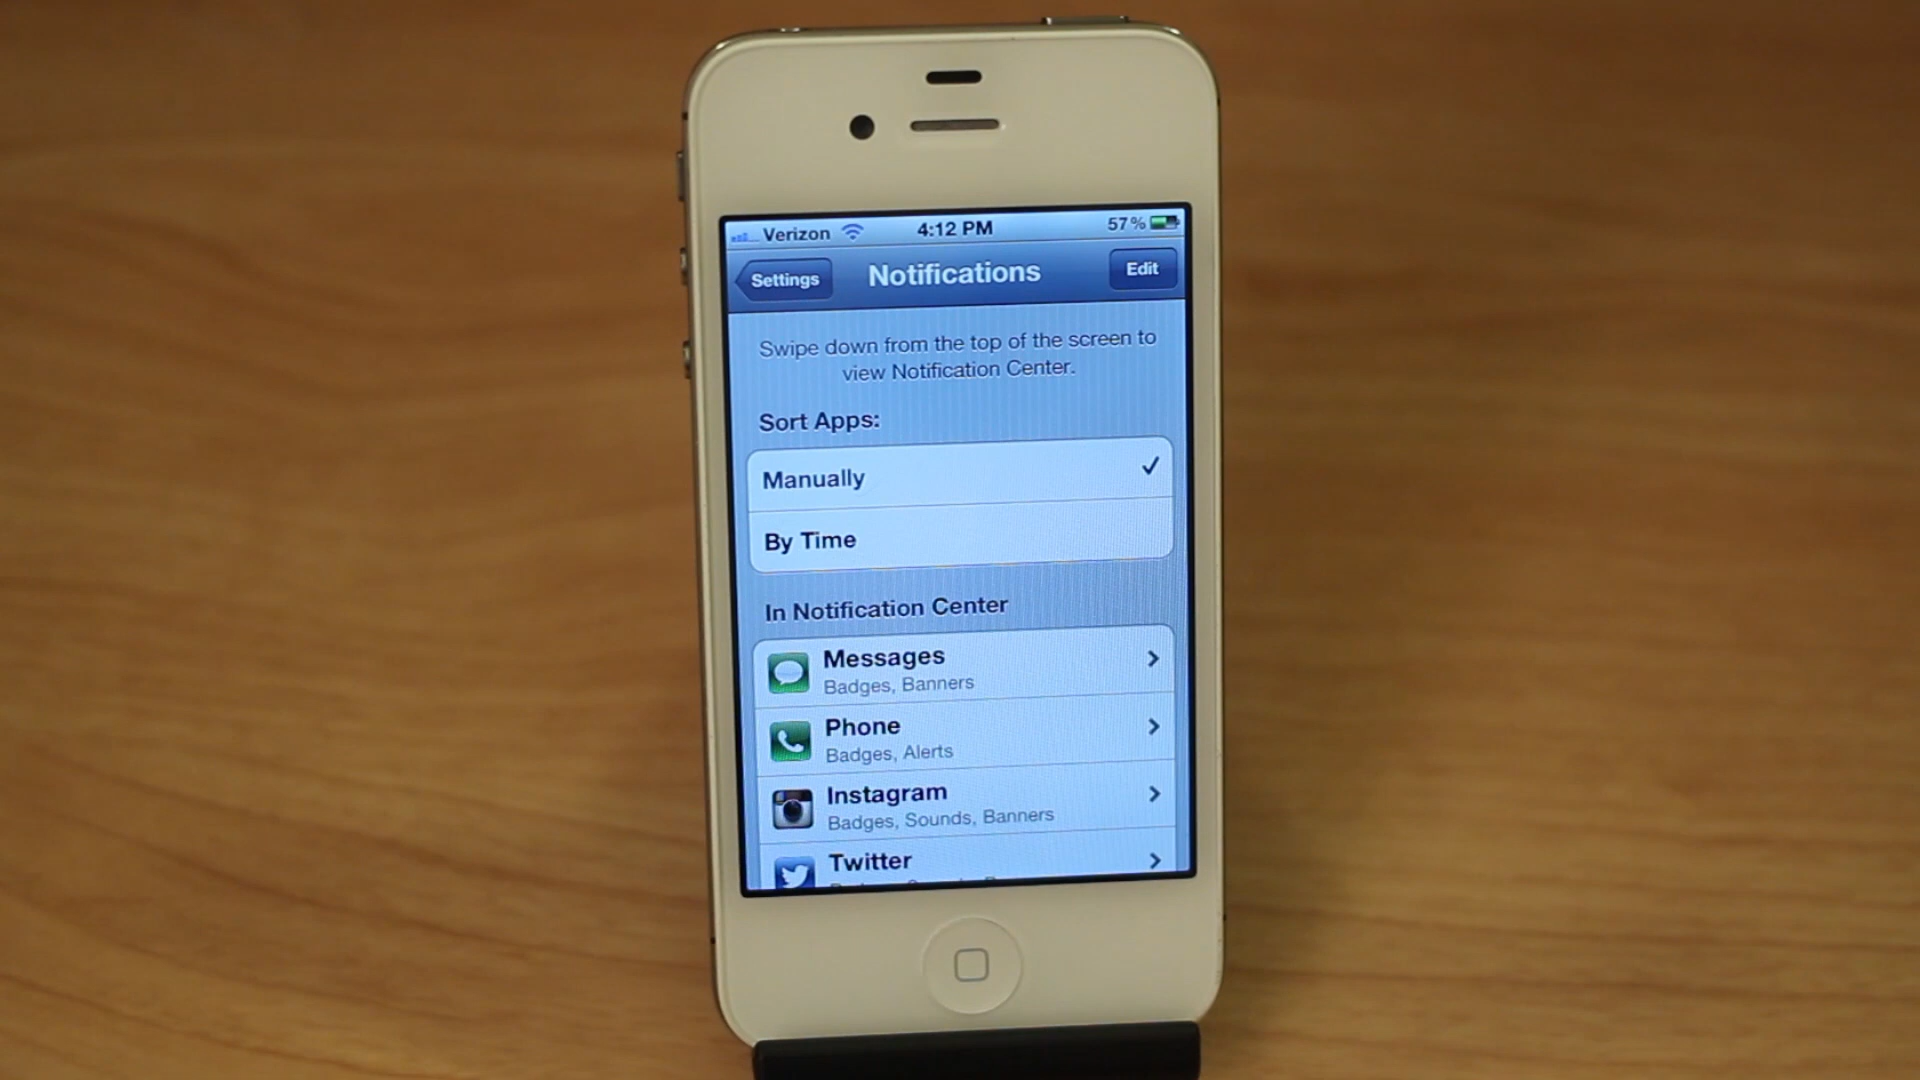 Verizon 4:12 PM 57%
Settings Notifications Edit
Swipe down from the top of the screen to
view Notification Center.
Sort Apps:
Manually
By Time
In Notification Center
Messages
Badges, Banners
Phone
Badges, Alerts
Instagram
Badges, Sounds, Banners
Twitter